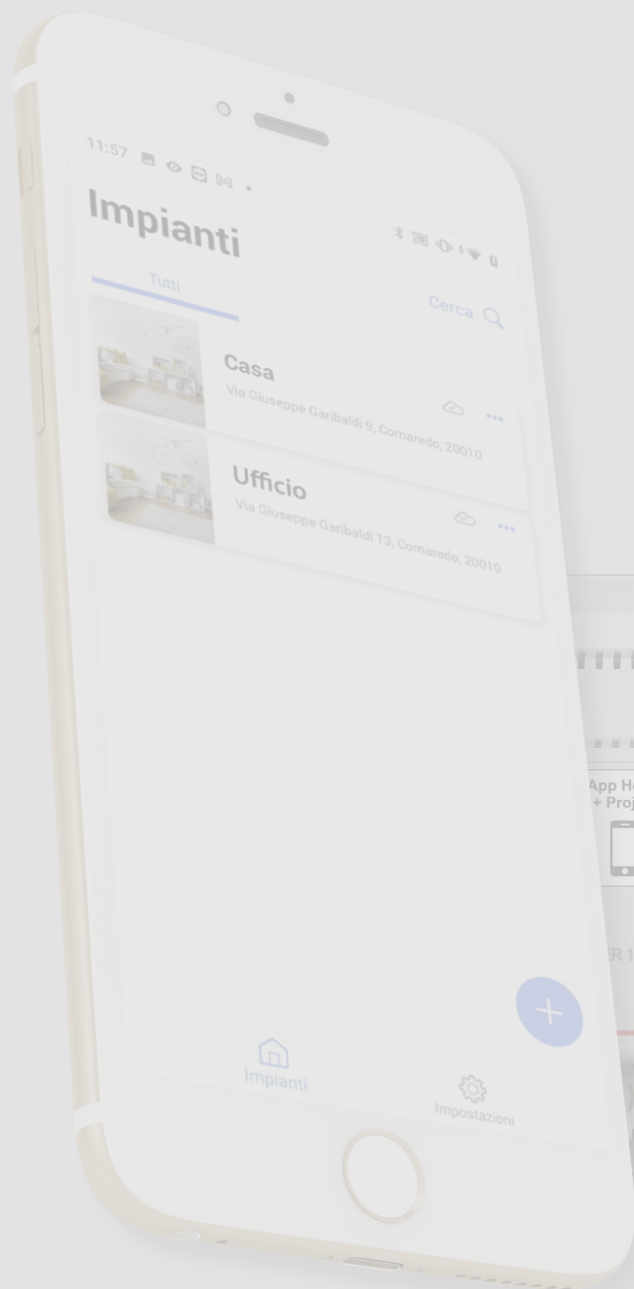 11:57
Impianti
Tutti
Cerca
Casa
Via Giuseppe Garibaldi 9, Cornaredo, 20010
Ufficio
Via Giuseppe Garibaldi 13, Cornaredo, 20010
App
+
Impianti
Impostazioni